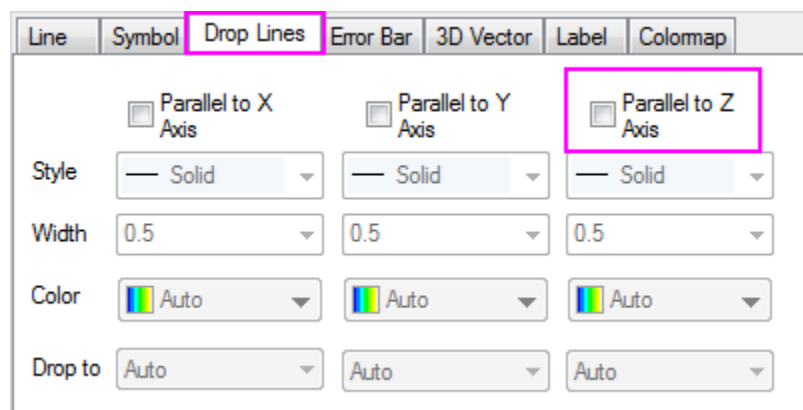 Line Symbol Drop Lines Error Bar 3D Vector Label Colormap
Parallel to X Axis Parallel to Y Axis Parallel to Z Axis
Style Solid Solid Solid
Width 0.5 0.5 0.5
Color Auto Auto Auto
Drop to Auto Auto Auto